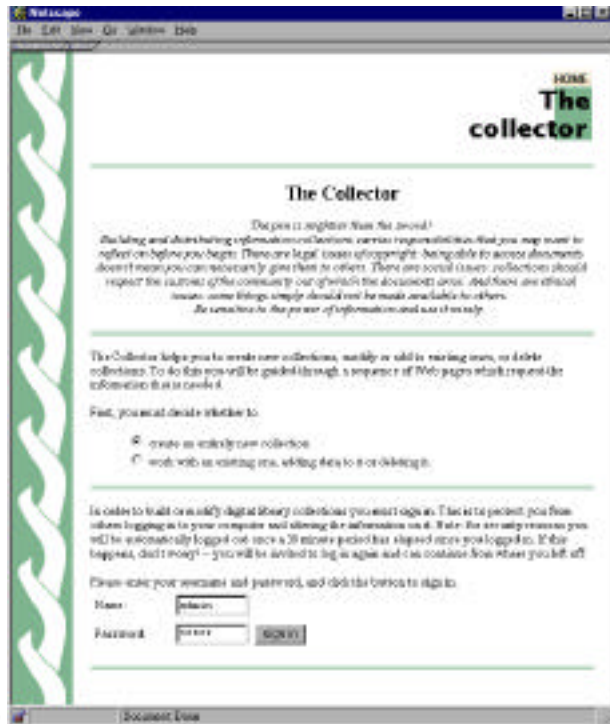 Netscape
File Edit View Go Window Help
HOME
The
collector
The Collector
The pen is mightier than the sword!
Building and distributing information collections carries responsibilities that you may want to
reflect on before you begin. There are legal issues of copyright: being able to access documents
doesn't mean you can necessarily give them to others. There are social issues: collections should
respect the customs of the community out of which the documents arise. And there are ethical
issues: some things simply should not be made available to others.
Be sensitive to the power of information and use it wisely.
The Collector helps you to create new collections, modify or add to existing ones, or delete
collections. To do this you will be guided through a sequence of Web pages which request the
information that is needed.
First, you must decide whether to
create an entirely new collection
work with an existing one, adding data to it or deleting it.
In order to build or modify digital library collections you must sign in. This is to protect you from
others logging in to your computer and altering the information on it. Note: for security reasons you
will be automatically logged out once a 30 minute period has elapsed since you logged in. If this
happens, don't worry! -- you will be invited to log in again and can continue from where you left off.
Please enter your username and password, and click the button to sign in.
Name: admin
Password: ****** sign in
Document: Done